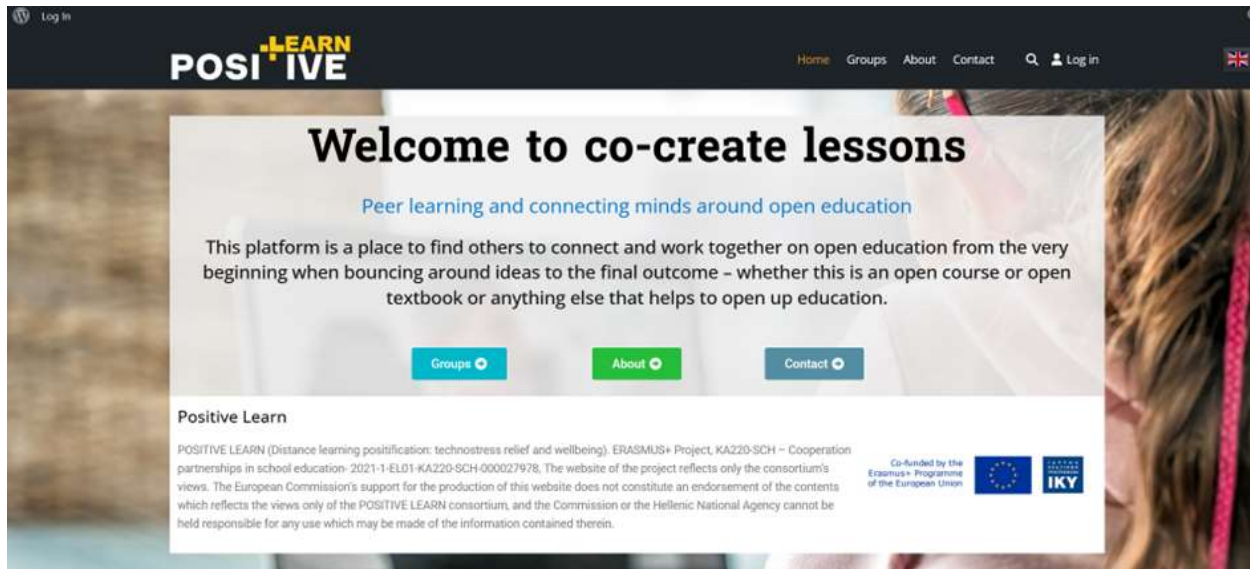 Log In
LEARN
POSITIVE
Home Groups About Contact Log in
Welcome to co-create lessons
Peer learning and connecting minds around open education
This platform is a place to find others to connect and work together on open education from the very
beginning when bouncing around ideas to the final outcome – whether this is an open course or open
textbook or anything else that helps to open up education.
Groups
About
Contact
Positive Learn
POSITIVE LEARN (Distance learning positification: technostress relief and wellbeing). ERASMUS+ Project, KA220-SCH – Cooperation
partnerships in school education- 2021-1-EL01-KA220-SCH-000027978, The website of the project reflects only the consortium's
views. The European Commission's support for the production of this website does not constitute an endorsement of the contents
which reflects the views only of the POSITIVE LEARN consortium, and the Commission or the Hellenic National Agency cannot be
held responsible for any use which may be made of the information contained therein.
Co-funded by the
Erasmus+ Programme
of the European Union
IKY